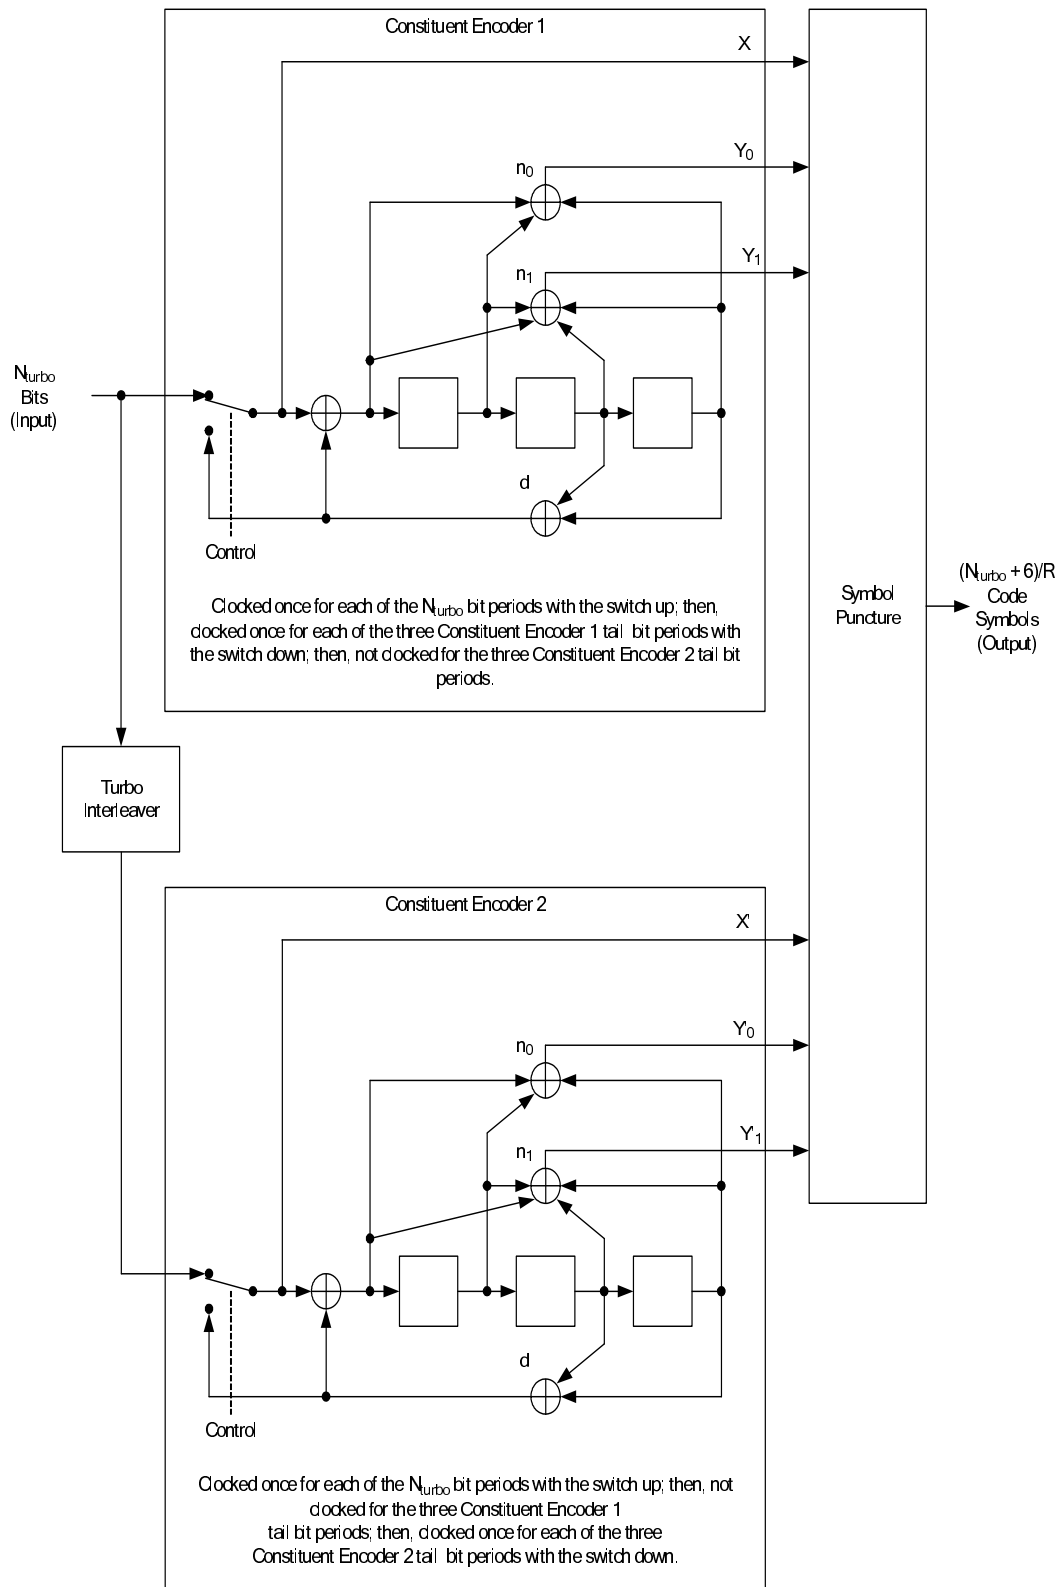 Constituent Encoder 1
X
Y0
n0
Y1
n1
Nturbo
Bits
(Input)
d
Control
Clocked once for each of the Nturbo bit periods with the switch up; then,
clocked once for each of the three Constituent Encoder 1 tail bit periods with
the switch down; then, not clocked for the three Constituent Encoder 2 tail bit
periods.
Symbol
Puncture
(Nturbo + 6)/R
Code
Symbols
(Output)
Turbo
Interleaver
Constituent Encoder 2
X'
Y'0
n0
Y'1
n1
d
Control
Clocked once for each of the Nturbo bit periods with the switch up; then, not
clocked for the three Constituent Encoder 1
tail bit periods; then, clocked once for each of the three
Constituent Encoder 2 tail bit periods with the switch down.